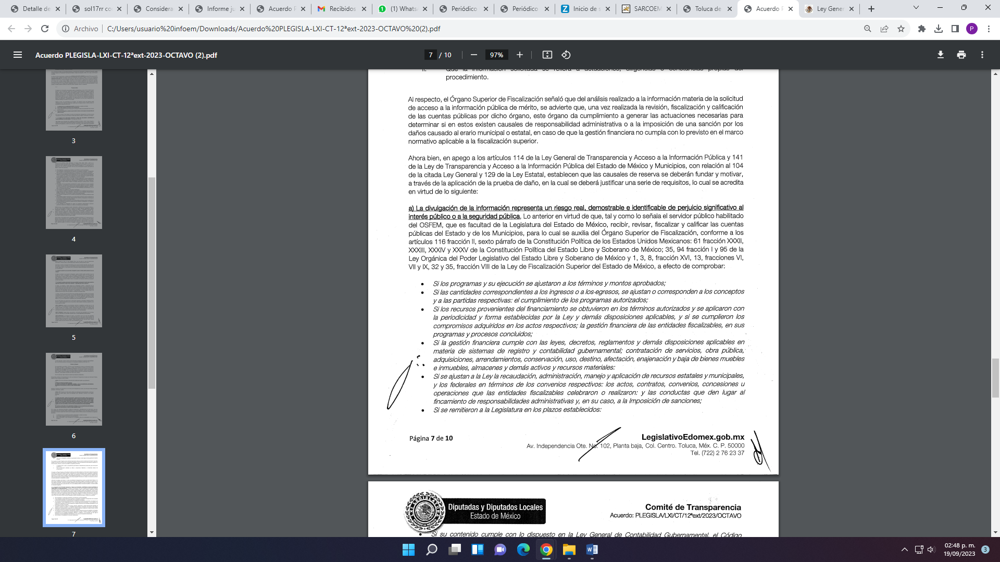 Detalle de
sol17rr co
Considera
Informe ju
Acuerdo P
Recibidos
(1) Whats
Periódico
Periódico
Inicio de s
SARCOEM
Toluca de
Acuerdo P
Ley Gener
Archivo
C:/Users/usuario%20infoem/Downloads/Acuerdo%20PLEGISLA-LXI-CT-12ªext-2023-OCTAVO%20(2).pdf
Acuerdo PLEGISLA-LXI-CT-12ªext-2023-OCTAVO (2).pdf
7 / 10
97%
3
4
5
6
7
II. Que la información solicitada se refiera a actuaciones, diligencias o constancias propias del
procedimiento.
Al respecto, el Órgano Superior de Fiscalización señaló que del análisis realizado a la información materia de la solicitud
de acceso a la información pública de mérito, se advierte que, una vez realizada la revisión, fiscalización y calificación
de las cuentas públicas por dicho órgano, este órgano da cumplimiento a generar las actuaciones necesarias para
determinar si en estos existen causales de responsabilidad administrativa o a la imposición de una sanción por los
daños causado al erario municipal o estatal, en caso de que la gestión financiera no cumpla con lo previsto en el marco
normativo aplicable a la fiscalización superior.
Ahora bien, en apego a los artículos 114 de la Ley General de Transparencia y Acceso a la Información Pública y 141
de la Ley de Transparencia y Acceso a la Información Pública del Estado de México y Municipios, con relación al 104
de la citada Ley General y 129 de la Ley Estatal, establecen que las causales de reserva se deberán fundar y motivar,
a través de la aplicación de la prueba de daño, en la cual se deberá justificar una serie de requisitos, lo cual se acredita
en virtud de lo siguiente:
a) La divulgación de la información representa un riesgo real, demostrable e identificable de perjuicio significativo al
interés público o a la seguridad pública, Lo anterior en virtud de que, tal y como lo señala el servidor público habilitado
del OSFEM, que es facultad de la Legislatura del Estado de México, recibir, revisar, fiscalizar y calificar las cuentas
públicas del Estado y de los Municipios, para lo cual se auxilia del Órgano Superior de Fiscalización, conforme a los
artículos 116 fracción II, sexto párrafo de la Constitución Política de los Estados Unidos Mexicanos: 61 fracción XXXII,
XXXIII, XXXIV y XXXV de la Constitución Política del Estado Libre y Soberano de México; 35, 94 fracción I y 95 de la
Ley Orgánica del Poder Legislativo del Estado Libre y Soberano de México y 1, 3, 8, fracción XVI, 13, fracciones VI,
VII y IX, 32 y 35, fracción VIII de la Ley de Fiscalización Superior del Estado de México, a efecto de comprobar:
• Si los programas y su ejecución se ajustaron a los términos y montos aprobados;
• Si las cantidades correspondientes a los ingresos o a los-egresos, se ajustan o corresponden a los conceptos
y a las partidas respectivas: el cumplimiento de los programas autorizados;
• Si los recursos provenientes del financiamiento se obtuvieron en los términos autorizados y se aplicaron con
la periodicidad y forma establecidas por la Ley y demás disposiciones aplicables, y si se cumplieron los
compromisos adquiridos en los actos respectivos; la gestión financiera de las entidades fiscalizables, en sus
programas y procesos concluidos;
• Si la gestión financiera cumple con las leyes, decretos, reglamentos y demás disposiciones aplicables en
materia de sistemas de registro y contabilidad gubernamental; contratación de servicios, obra pública,
adquisiciones, arrendamientos, conservación, uso, destino, afectación, enajenación y baja de bienes muebles
e inmuebles, almacenes y demás activos y recursos materiales:
• Si se ajustan a la Ley la recaudación, administración, manejo y aplicación de recursos estatales y municipales,
y los federales en términos de los convenios respectivos: los actos, contratos, convenios, concesiones u
operaciones que las entidades fiscalizables celebraron o realizaron: y las conductas que den lugar al
fincamiento de responsabilidades administrativas y, en su caso, a la Imposición de sanciones;
• Si se remitieron a la Legislatura en los plazos establecidos:
Página 7 de 10
LegislativoEdomex.gob.mx
Av. Independencia Ote. No. 102, Planta baja, Col. Centro. Toluca, Méx. C. P. 50000
Tel. (722) 2 76 23 37
LXI LEGISLATURA
Diputadas y Diputados Locales
Estado de México
Comité de Transparencia
Acuerdo: PLEGISLA/LXI/CT/12ªext/2023/OCTAVO
• Si su contenido cumple con lo dispuesto en la Ley General de Contabilidad Gubernamental, el Código
02:48 p. m.
19/09/2023
3